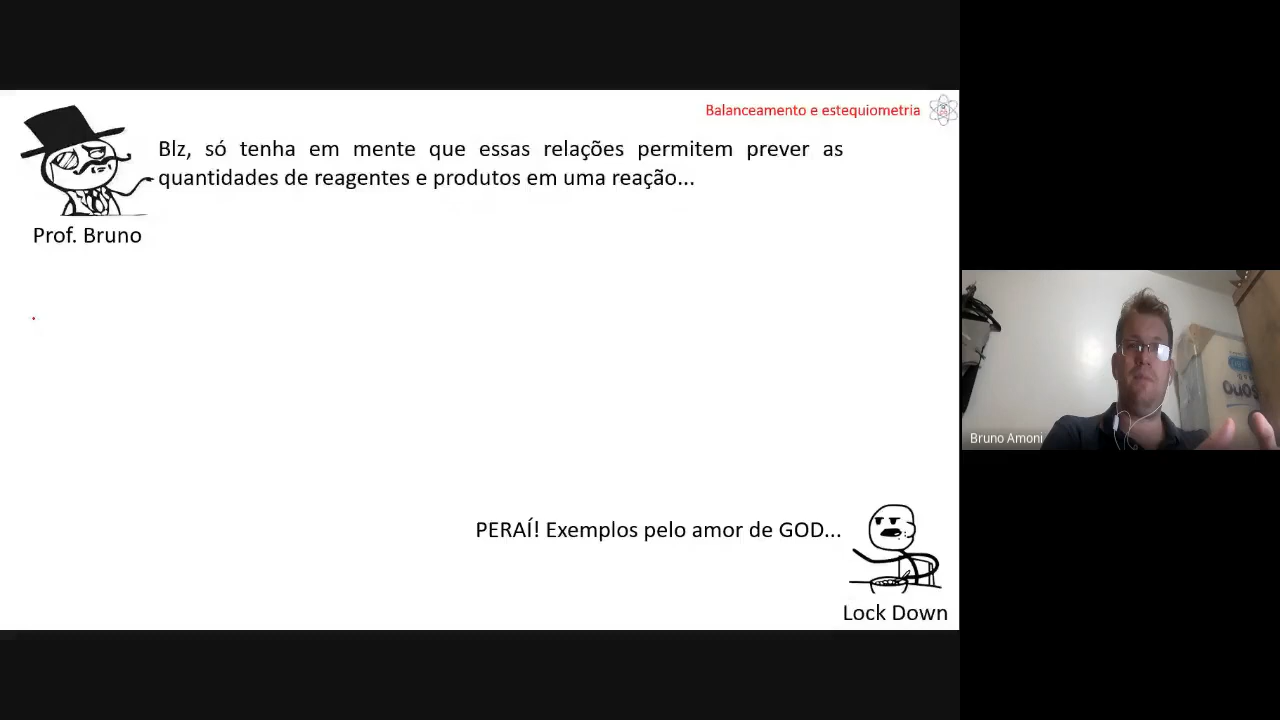 Balanceamento e estequiometria
Blz, só tenha em mente que essas relações permitem prever as
quantidades de reagentes e produtos em uma reação...
Prof. Bruno
Bruno Amoni
PERAÍ! Exemplos pelo amor de GOD...
Lock Down